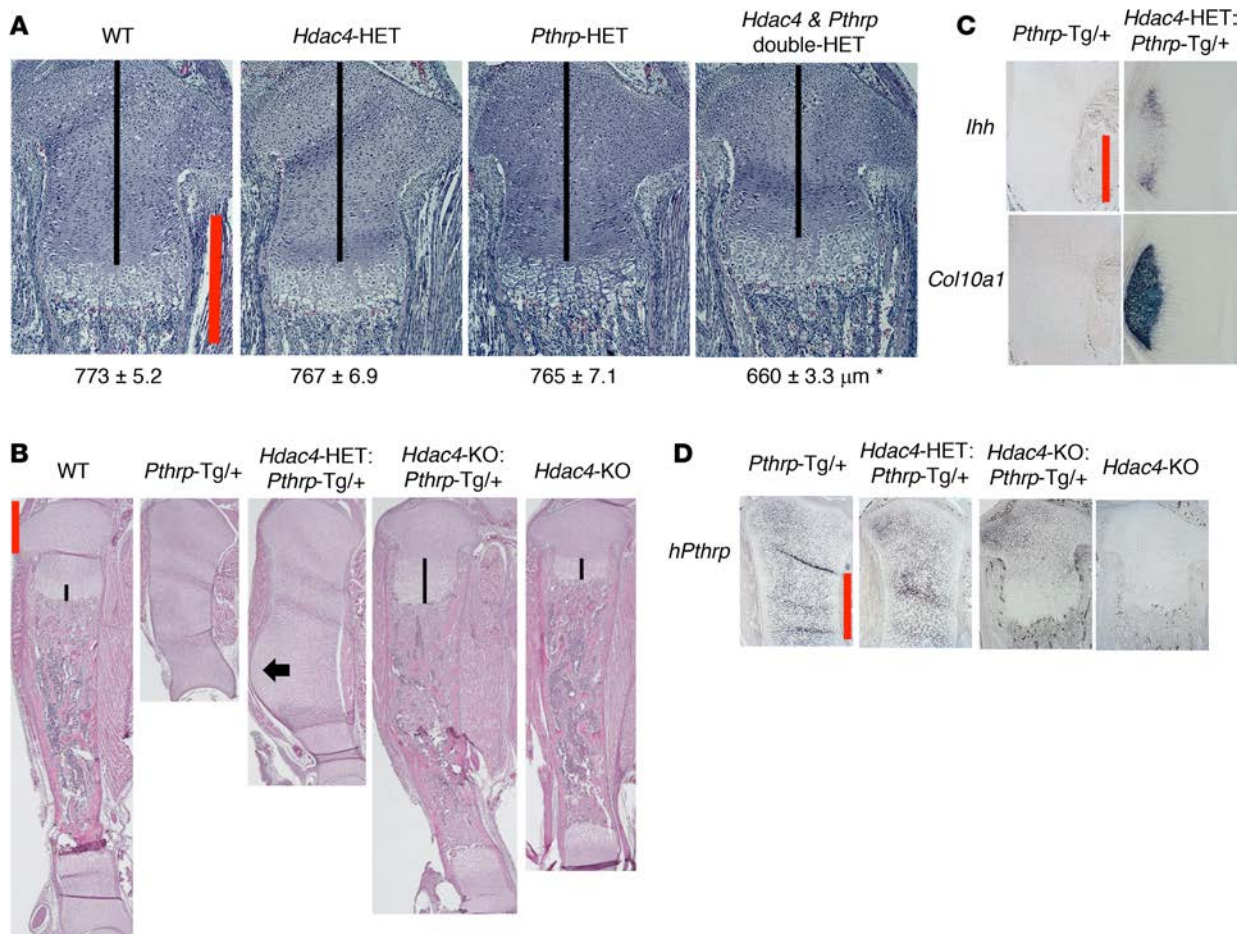 A
WT
Hdac4-HET
Pthrp-HET
Hdac4 & Pthrp
double-HET
773 ± 5.2
767 ± 6.9
765 ± 7.1
660 ± 3.3 μm *
C
Pthrp-Tg/+
Hdac4-HET:
Pthrp-Tg/+
Ihh
Col10a1
B
WT
Pthrp-Tg/+
Hdac4-HET:
Pthrp-Tg/+
Hdac4-KO:
Pthrp-Tg/+
Hdac4-KO
D
Pthrp-Tg/+
Hdac4-HET:
Pthrp-Tg/+
Hdac4-KO:
Pthrp-Tg/+
Hdac4-KO
hPthrp